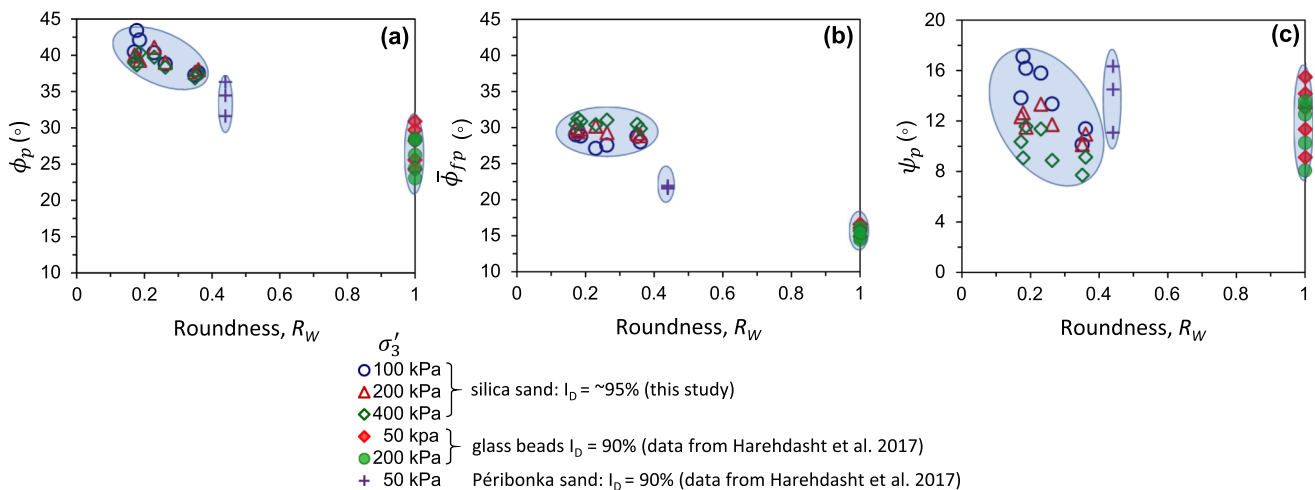 45
40
35
30
25
20
15
10
ϕp (°)
(a)
0 0.2 0.4 0.6 0.8 1
Roundness, RW
45
40
35
30
25
20
15
10
ϕ̄fp (°)
(b)
0 0.2 0.4 0.6 0.8 1
Roundness, RW
20
16
12
8
4
0
ψp (°)
(c)
0 0.2 0.4 0.6 0.8 1
Roundness, RW
σ3′
100 kPa
200 kPa silica sand: ID = ~95% (this study)
400 kPa
50 kpa
glass beads ID = 90% (data from Harehdasht et al. 2017)
200 kPa
50 kPa Péribonka sand: ID = 90% (data from Harehdasht et al. 2017)